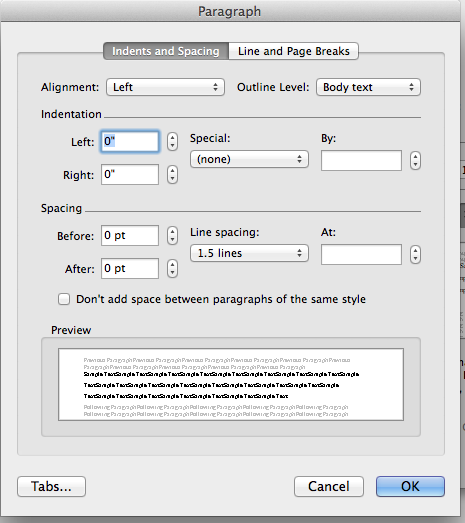 Paragraph
Indents and Spacing Line and Page Breaks
Alignment: Left Outline Level: Body text
Indentation
Left: 0" Special: By:
(none)
Right: 0"
Spacing
Before: 0 pt Line spacing: At:
1.5 lines
After: 0 pt
Don't add space between paragraphs of the same style
Preview
Previous Paragraph Previous Paragraph Previous Paragraph Previous Paragraph Previous Paragraph Previous
Paragraph Previous Paragraph Previous Paragraph Previous Paragraph Previous Paragraph
Sample Text Sample Text Sample Text Sample Text Sample Text Sample Text Sample Text Sample Text Sample
Text Sample Text Sample Text Sample Text Sample Text Sample Text Sample Text Sample Text Sample
Text Sample Text Sample Text Sample Text Sample Text Sample Text Sample Text
Following Paragraph Following Paragraph Following Paragraph Following Paragraph Following Paragraph
Following Paragraph Following Paragraph Following Paragraph Following Paragraph Following Paragraph
Tabs... Cancel OK